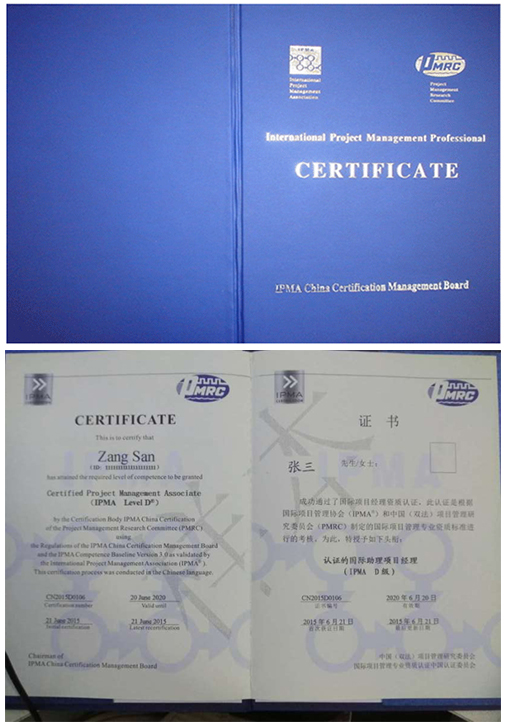 IPMA
International
Project
Management
Association
PMRC
Project
Management
Research
Committee
International Project Management Professional
CERTIFICATE
IPMA China Certification Management Board
IPMA
PMRC
CERTIFICATE
This is to certify that
Zang San
has attained the required level of competence to be granted
Certified Project Management Associate
(IPMA Level D®)
by the Certification Body IPMA China Certification
of the Project Management Research Committee (PMRC)
using
the Regulations of the IPMA China Certification Management Board
and the IPMA Competence Baseline Version 3.0 as validated by
the International Project Management Association (IPMA®).
This certification process was conducted in the Chinese language.
CN2015D0106
Certification number
20 June 2020
Valid until
21 June 2015
Initial certification
21 June 2015
Latest recertification
Chairman of
IPMA China Certification Management Board
IPMA
PMRC
证 书
张三 先生/女士:
成功通过了国际项目经理资质认证。此认证是根据
国际项目管理协会(IPMA®)和中国(双法)项目管理研
究委员会(PMRC)制定的国际项目管理专业资质标准进
行的考核。为此,特授予如下头衔:
认证的国际助理项目经理
(IPMA D级)
CN2015D0106
证书编号
2020 年 6 月 20 日
有效期
2015 年 6 月 21 日
首次认证日期
2015 年 6 月 21 日
最后更新日期
中国(双法)项目管理研究委员会
国际项目管理专业资质认证中国认证委员会
IPMA
IPMA
样本